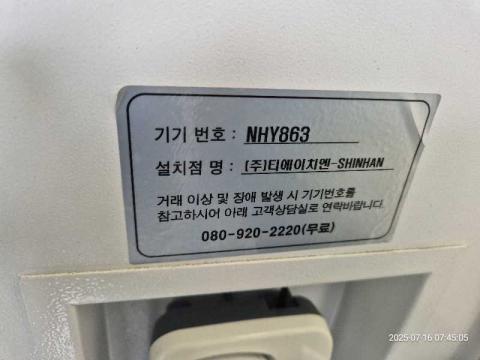 기기 번호 : NHY863
설치점 명 : (주)티에이치엔-SHINHAN
거래 이상 및 장애 발생 시 기기번호를
참고하시어 아래 고객상담실로 연락바랍니다.
080-920-2220(무료)
2025-07-16 07:45:05